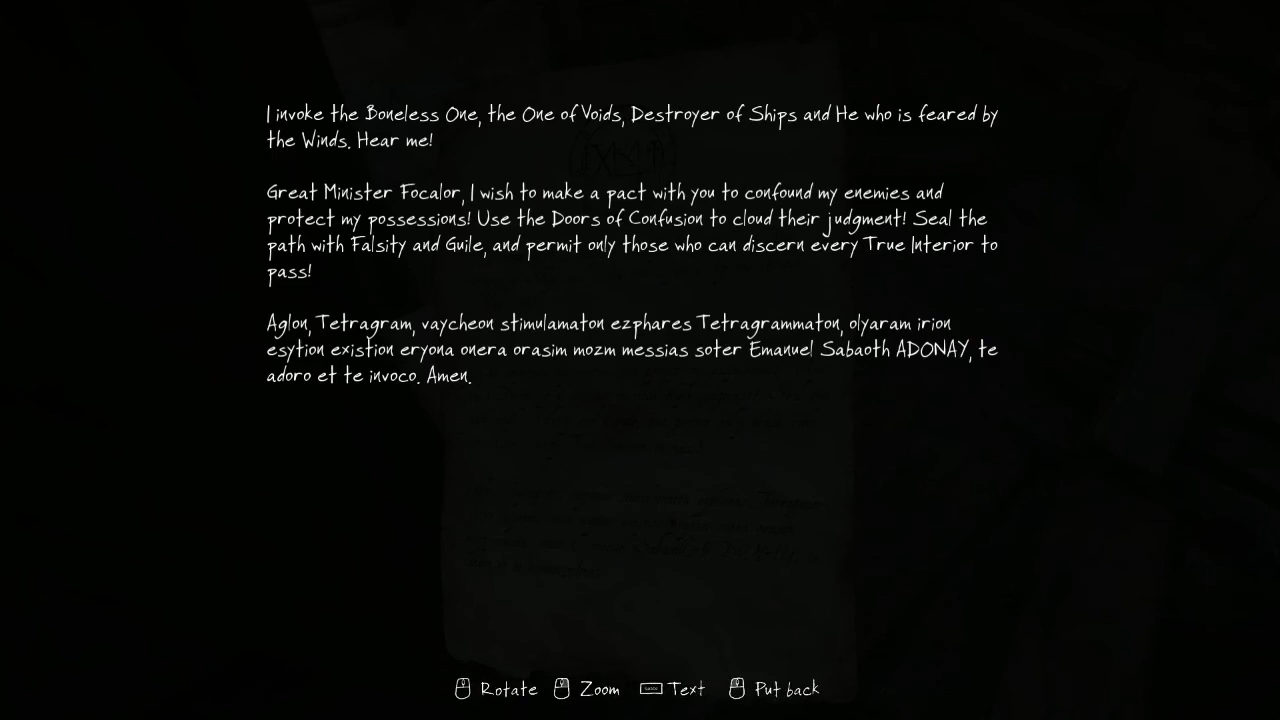 I invoke the Boneless One, the One of Voids, Destroyer of Ships and He who is feared by
the Winds. Hear me!
Great Minister Focalor, I wish to make a pact with you to confound my enemies and
protect my possessions! Use the Doors of Confusion to cloud their judgment! Seal the
path with Falsity and Guile, and permit only those who can discern every True Interior to
pass!
Aglon, Tetragram, vaycheon stimulamaton ezphares Tetragrammaton, olyaram irion
esytion existion eryona onera orasim mozm messias soter Emanuel Sabaoth ADONAY, te
adoro et te invoco. Amen.
Rotate Zoom Text Put back